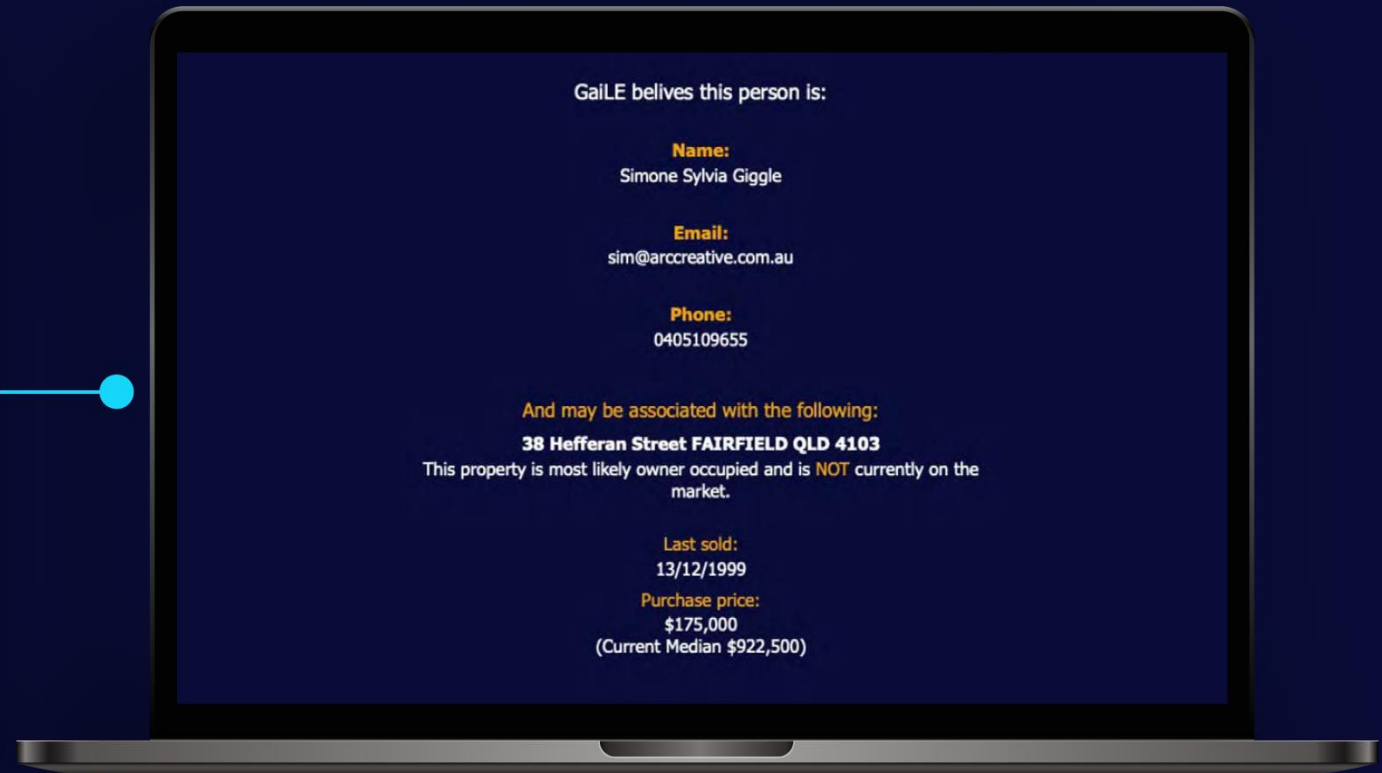 GaiLE belives this person is:
Name:
Simone Sylvia Giggle
Email:
sim@arccreative.com.au
Phone:
0405109655
And may be associated with the following:
38 Hefferan Street FAIRFIELD QLD 4103
This property is most likely owner occupied and is NOT currently on the
market.
Last sold:
13/12/1999
Purchase price:
$175,000
(Current Median $922,500)